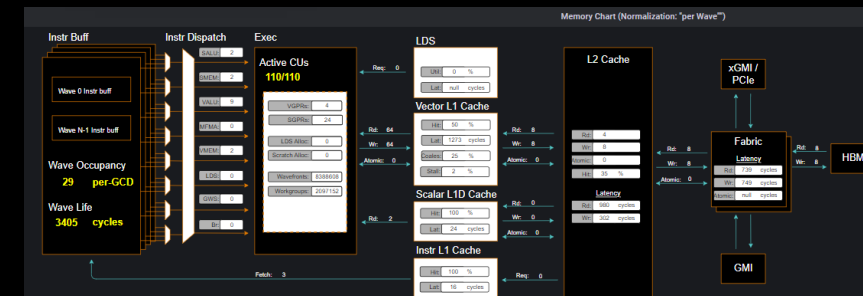 Memory Chart (Normalization: "per Wave"")
Instr Buff
Wave 0 Instr buff
Wave N-1 Instr buff
Wave Occupancy
29 per-GCD
Wave Life
3405 cycles
Instr Dispatch
SALU: 2
SMEM: 2
VALU: 9
MFMA: 0
VMEM: 2
LDS: 0
GWS: 0
Br: 0
Exec
Active CUs
110/110
VGPRs: 4
SGPRs: 24
LDS Alloc: 0
Scratch Alloc: 0
Wavefronts: 8388608
Workgroups: 2097152
Req: 0
Rd: 64
Wr: 64
Atomic: 0
Rd: 2
Fetch: 3
LDS
Util: 0 %
Lat: null cycles
Vector L1 Cache
Hit: 50 %
Lat: 1273 cycles
Coales: 25 %
Stall: 2 %
Scalar L1D Cache
Hit: 100 %
Lat: 24 cycles
Instr L1 Cache
Hit: 100 %
Lat: 16 cycles
Rd: 8
Wr: 8
Atomic: 0
Rd: 0
Wr: 0
Atomic: 0
Req: 0
L2 Cache
Rd: 4
Wr: 8
Atomic: 0
Hit: 35 %
Latency
Rd: 980 cycles
Wr: 302 cycles
Rd: 8
Wr: 8
Atomic: 0
xGMI /
PCIe
Fabric
Latency
Rd: 739 cycles
Wr: 749 cycles
Atomic: null cycles
GMI
Rd: 8
Wr: 8
HBM